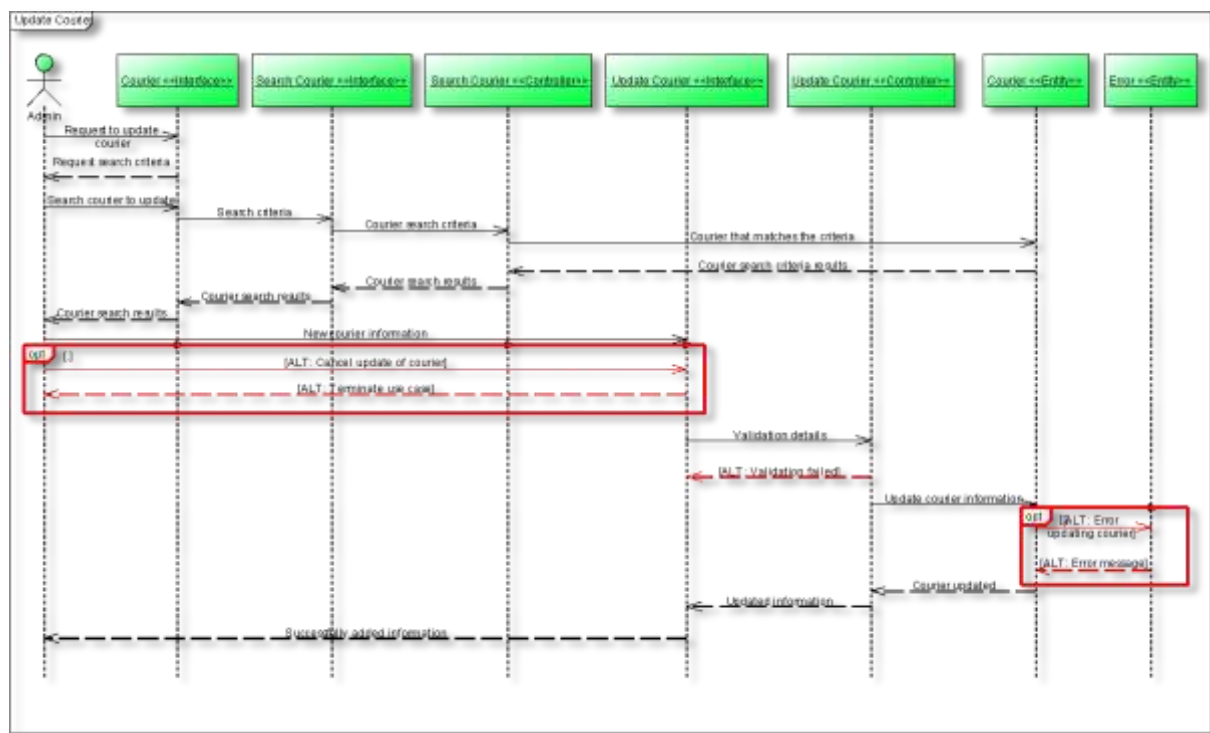 Update Courier
Courier <<Interface>>
Search Courier <<Interface>>
Search Courier <<Controller>>
Update Courier <<Interface>>
Update Courier <<Controller>>
Courier <<Entity>>
Error <<Entity>>
Admin
Request to update
courier
Request search criteria
Search courier to update
Search criteria
Courier search criteria
Courier that matches the criteria
Courier search criteria results
Courier search results
Courier search results
Courier search results
New courier information
opt
[ ]
[ALT: Cancel update of courier]
[ALT: Terminate use case]
Validation details
[ALT: Validating failed]
Update courier information
opt
[ALT: Error
updating courier]
[ALT: Error message]
Courier updated
Updated information
Successfully added information